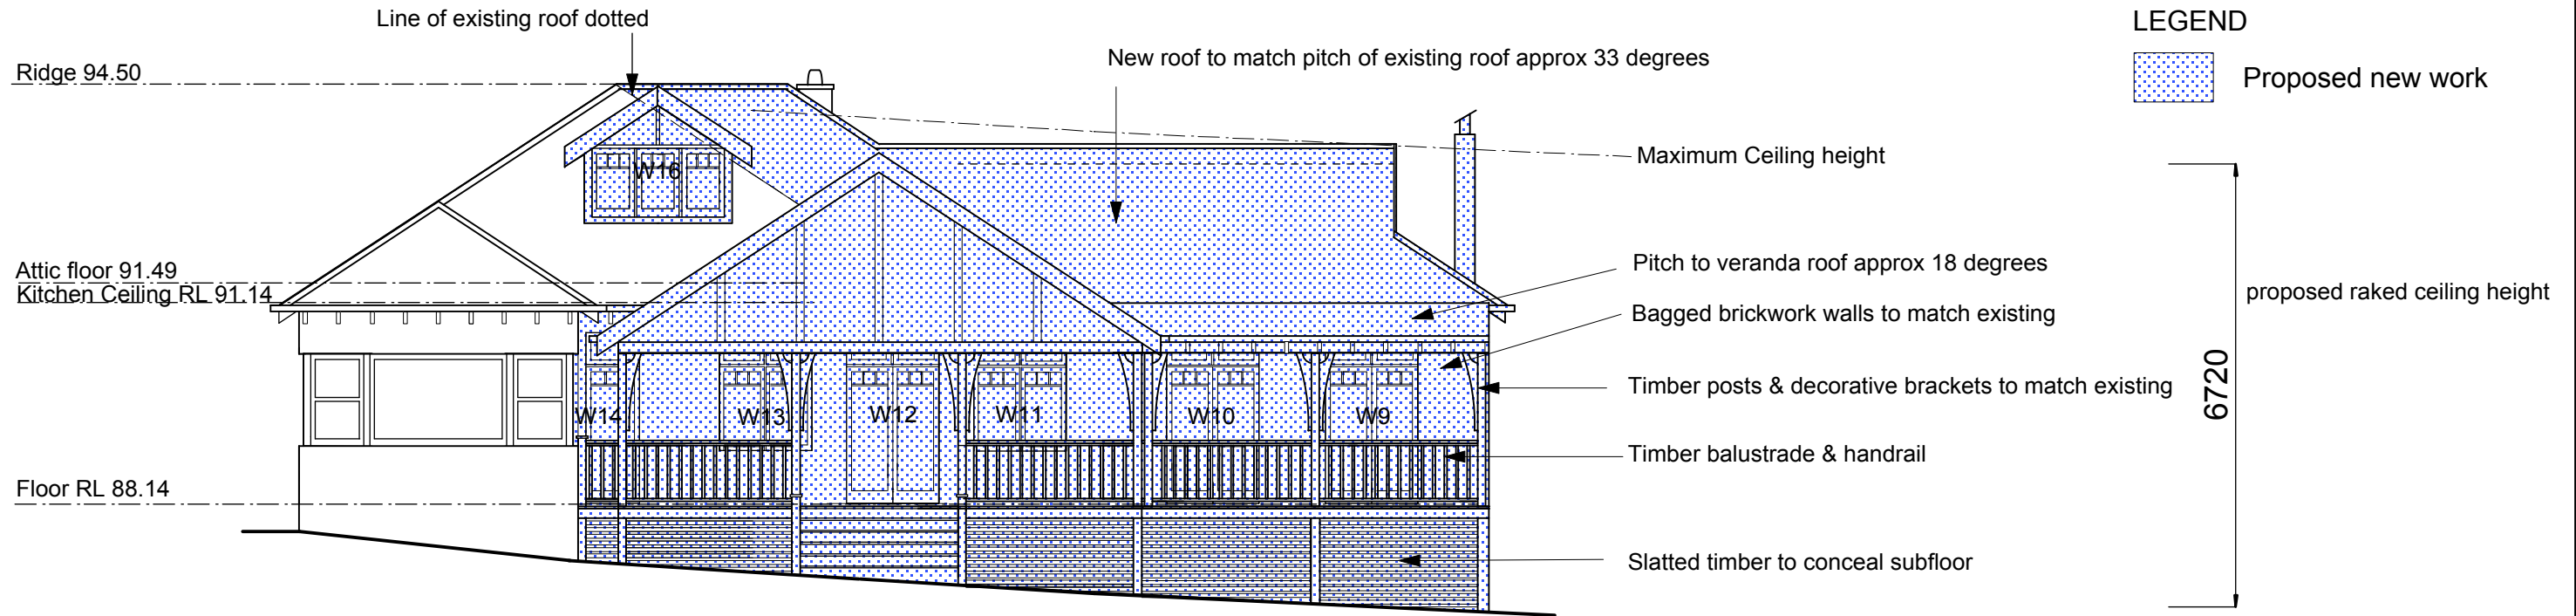 Line of existing roof dotted
LEGEND
Ridge 94.50
New roof to match pitch of existing roof approx 33 degrees
Proposed new work
Maximum Ceiling height
W16
Attic floor 91.49
Kitchen Ceiling RL 91.14
Pitch to veranda roof approx 18 degrees
proposed raked ceiling height
Bagged brickwork walls to match existing
Timber posts & decorative brackets to match existing
6720
W14
W13
W12
W11
W10
W9
Timber balustrade & handrail
Floor RL 88.14
Slatted timber to conceal subfloor